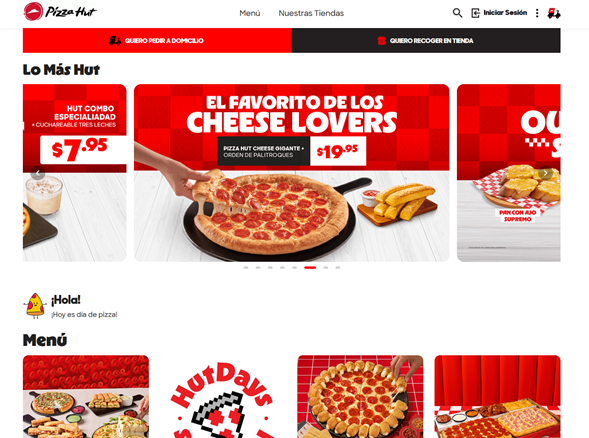 Pizza Hut
Menú
Nuestras Tiendas
Iniciar Sesión
QUIERO PEDIR A DOMICILIO
QUIERO RECOGER EN TIENDA
Lo Más Hut
HUT COMBO
ESPECIALIADAD
+ CUCHAREABLE TRES LECHES
$7.95
EL FAVORITO DE LOS
CHEESE LOVERS
PIZZA HUT CHEESE GIGANTE +
ORDEN DE PALITROQUES
$19.95
OU
S
PAN CON AJO
SUPREMO
¡Hola!
¡Hoy es día de pizza!
Menú
HutDays